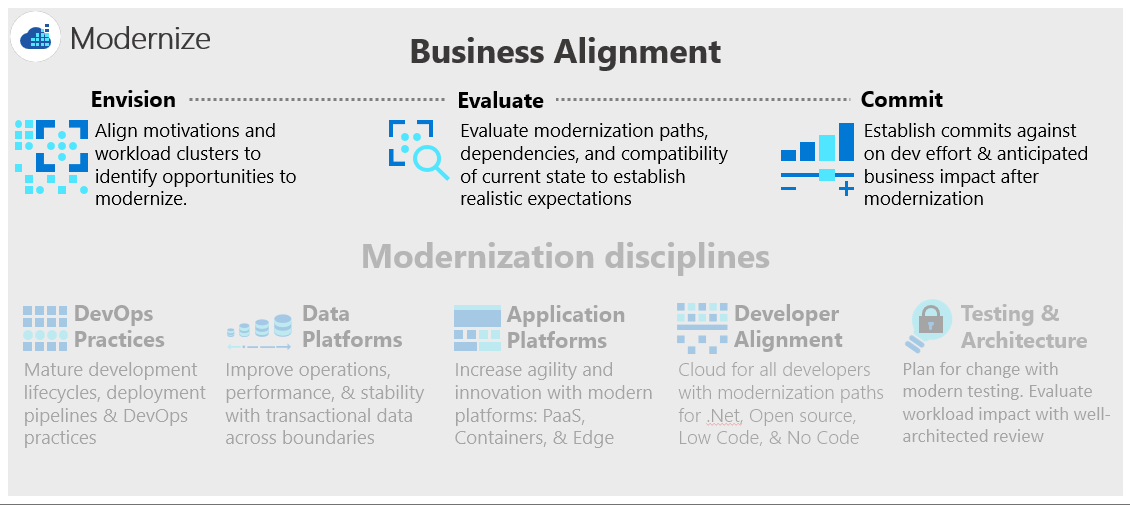 Modernize
Business Alignment
Envision
Align motivations and
workload clusters to
identify opportunities to
modernize.
Evaluate
Evaluate modernization paths,
dependencies, and compatibility
of current state to establish
realistic expectations
Commit
Establish commits against
on dev effort & anticipated
business impact after
modernization
Modernization disciplines
DevOps
Practices
Mature development
lifecycles, deployment
pipelines & DevOps
practices
Data
Platforms
Improve operations,
performance, & stability
with transactional data
across boundaries
Application
Platforms
Increase agility and
innovation with modern
platforms: PaaS,
Containers, & Edge
Developer
Alignment
Cloud for all developers
with modernization paths
for .Net, Open source,
Low Code, & No Code
Testing &
Architecture
Plan for change with
modern testing. Evaluate
workload impact with well-
architected review